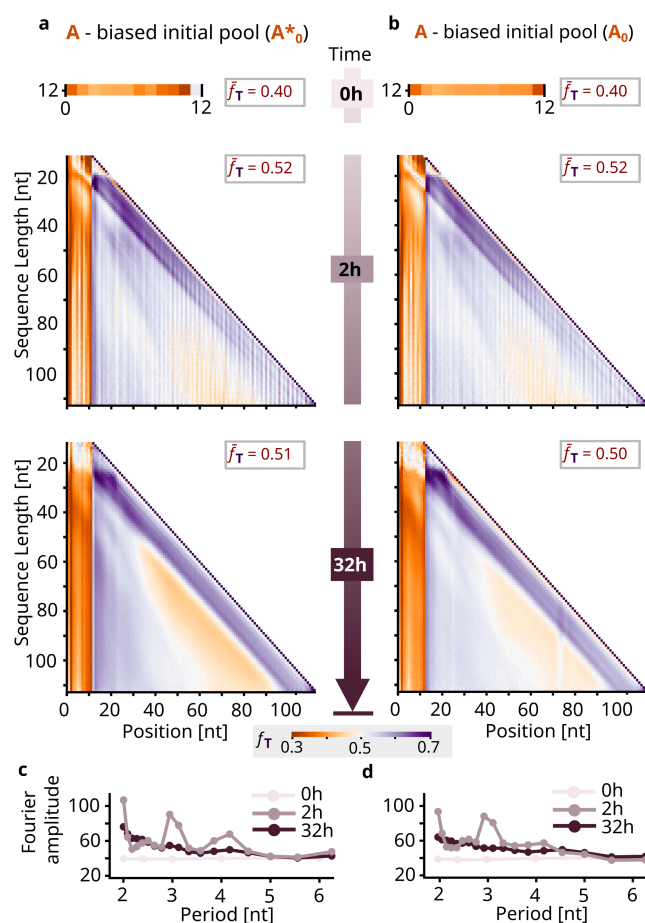 a
A - biased initial pool (A*0)
b
A - biased initial pool (A0)
Time
12
0
12
f̄T = 0.40
0h
12
0
12
f̄T = 0.40
Sequence Length [nt]
20
40
60
80
100
f̄T = 0.52
2h
20
40
60
80
100
f̄T = 0.52
Sequence Length [nt]
20
40
60
80
100
f̄T = 0.51
32h
20
40
60
80
100
f̄T = 0.50
0 20 40 60 80 100
Position [nt]
0 20 40 60 80 100
Position [nt]
fT 0.3 0.5 0.7
c
Fourier
amplitude
100
60
20
0h
2h
32h
2 3 4 5 6
Period [nt]
d
100
60
20
0h
2h
32h
2 3 4 5 6
Period [nt]